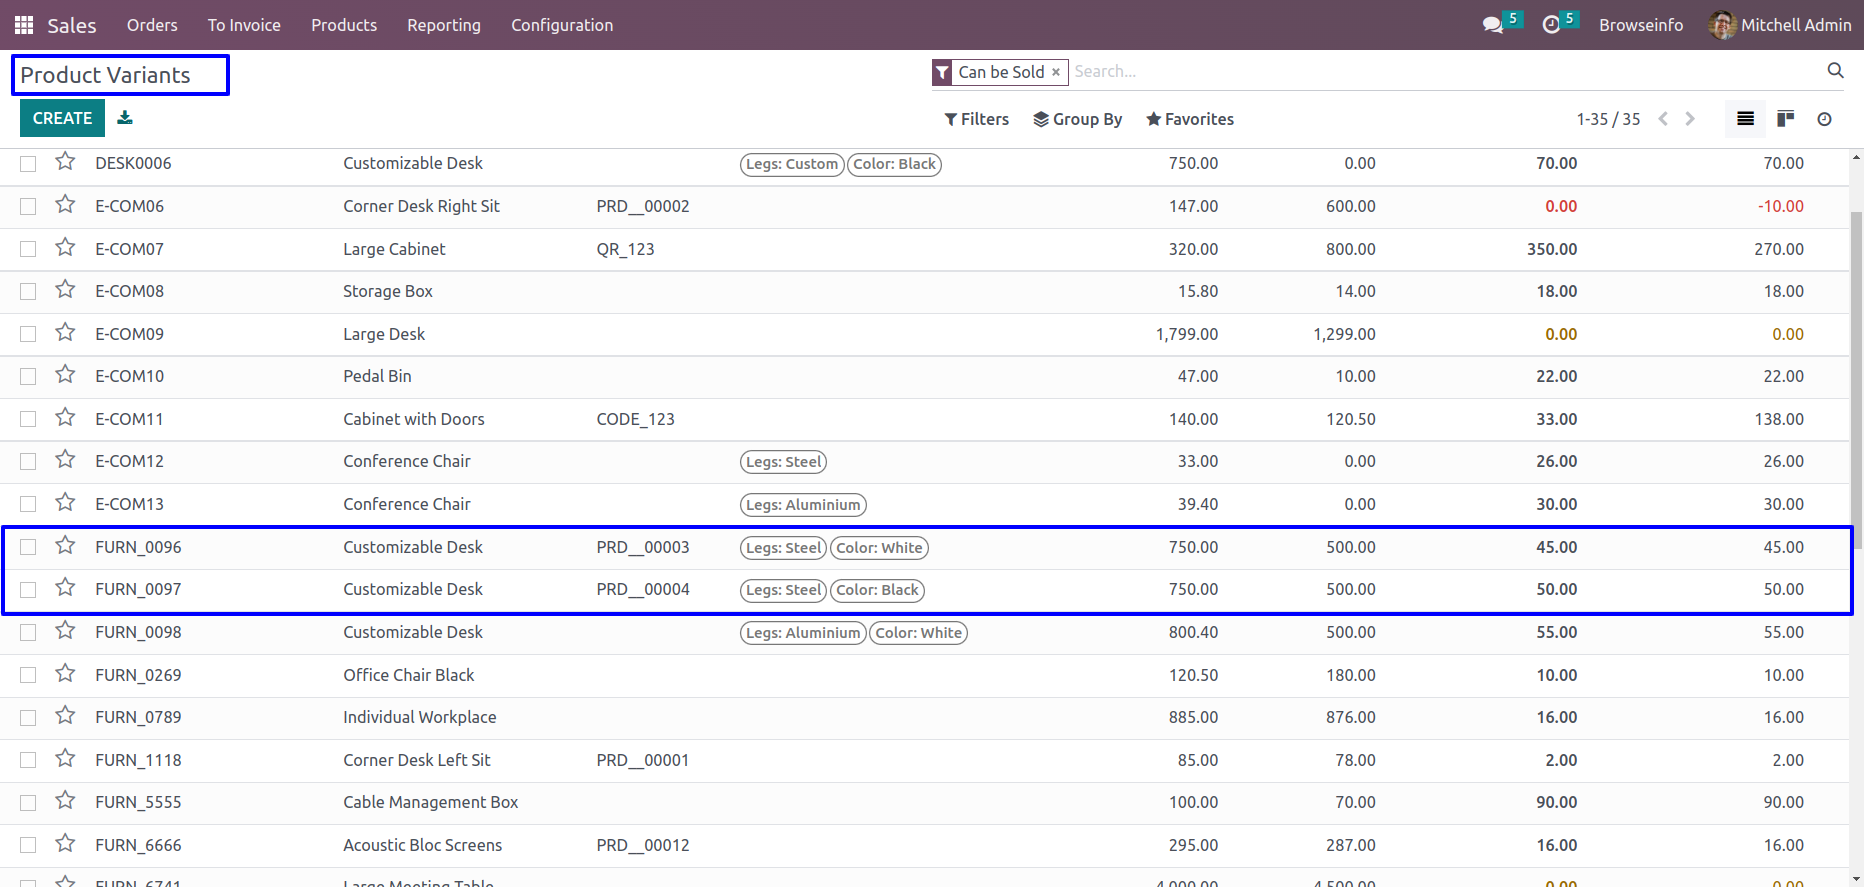 Sales Orders To Invoice Products Reporting Configuration 5 5 Browseinfo Mitchell Admin
Product Variants
Can be Sold × Search...
CREATE
Filters Group By Favorites 1-35 / 35
DESK0006 Customizable Desk Legs: Custom Color: Black 750.00 0.00 70.00 70.00
E-COM06 Corner Desk Right Sit PRD__00002 147.00 600.00 0.00 -10.00
E-COM07 Large Cabinet QR_123 320.00 800.00 350.00 270.00
E-COM08 Storage Box 15.80 14.00 18.00 18.00
E-COM09 Large Desk 1,799.00 1,299.00 0.00 0.00
E-COM10 Pedal Bin 47.00 10.00 22.00 22.00
E-COM11 Cabinet with Doors CODE_123 140.00 120.50 33.00 138.00
E-COM12 Conference Chair Legs: Steel 33.00 0.00 26.00 26.00
E-COM13 Conference Chair Legs: Aluminium 39.40 0.00 30.00 30.00
FURN_0096 Customizable Desk PRD__00003 Legs: Steel Color: White 750.00 500.00 45.00 45.00
FURN_0097 Customizable Desk PRD__00004 Legs: Steel Color: Black 750.00 500.00 50.00 50.00
FURN_0098 Customizable Desk Legs: Aluminium Color: White 800.40 500.00 55.00 55.00
FURN_0269 Office Chair Black 120.50 180.00 10.00 10.00
FURN_0789 Individual Workplace 885.00 876.00 16.00 16.00
FURN_1118 Corner Desk Left Sit PRD__00001 85.00 78.00 2.00 2.00
FURN_5555 Cable Management Box 100.00 70.00 90.00 90.00
FURN_6666 Acoustic Bloc Screens PRD__00012 295.00 287.00 16.00 16.00
FURN_6741 Large Meeting Table 4,000.00 4,500.00 0.00 0.00